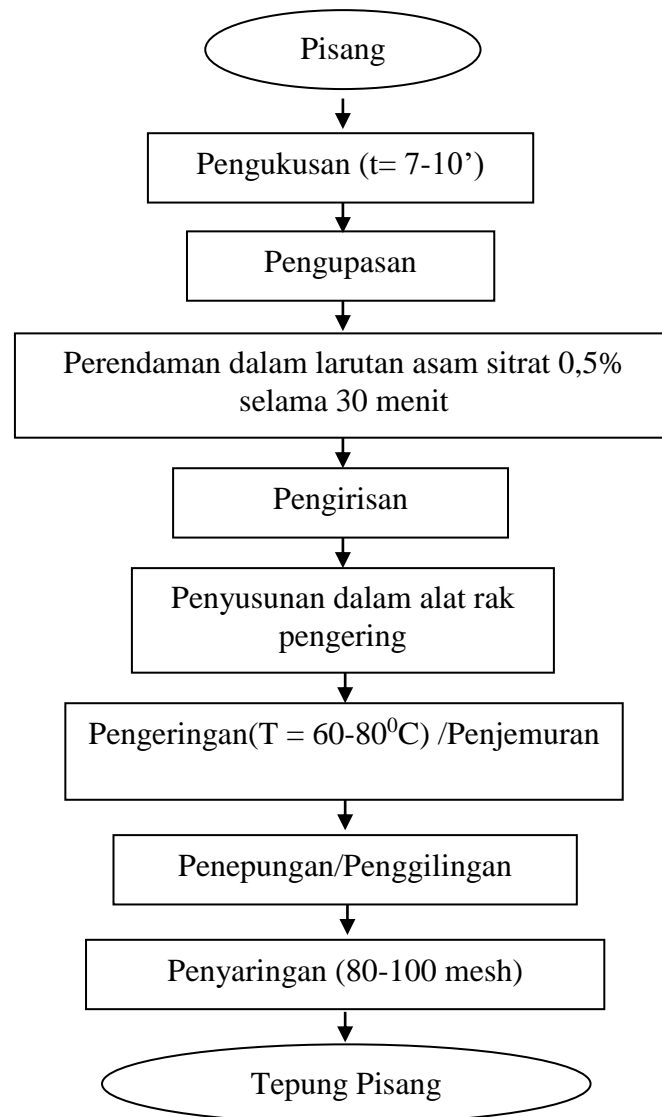 Pisang
Pengukusan (t= 7-10’)
Pengupasan
Perendaman dalam larutan asam sitrat 0,5%
selama 30 menit
Pengirisan
Penyusunan dalam alat rak
pengering
Pengeringan(T = 60-80⁰C) /Penjemuran
Penepungan/Penggilingan
Penyaringan (80-100 mesh)
Tepung Pisang